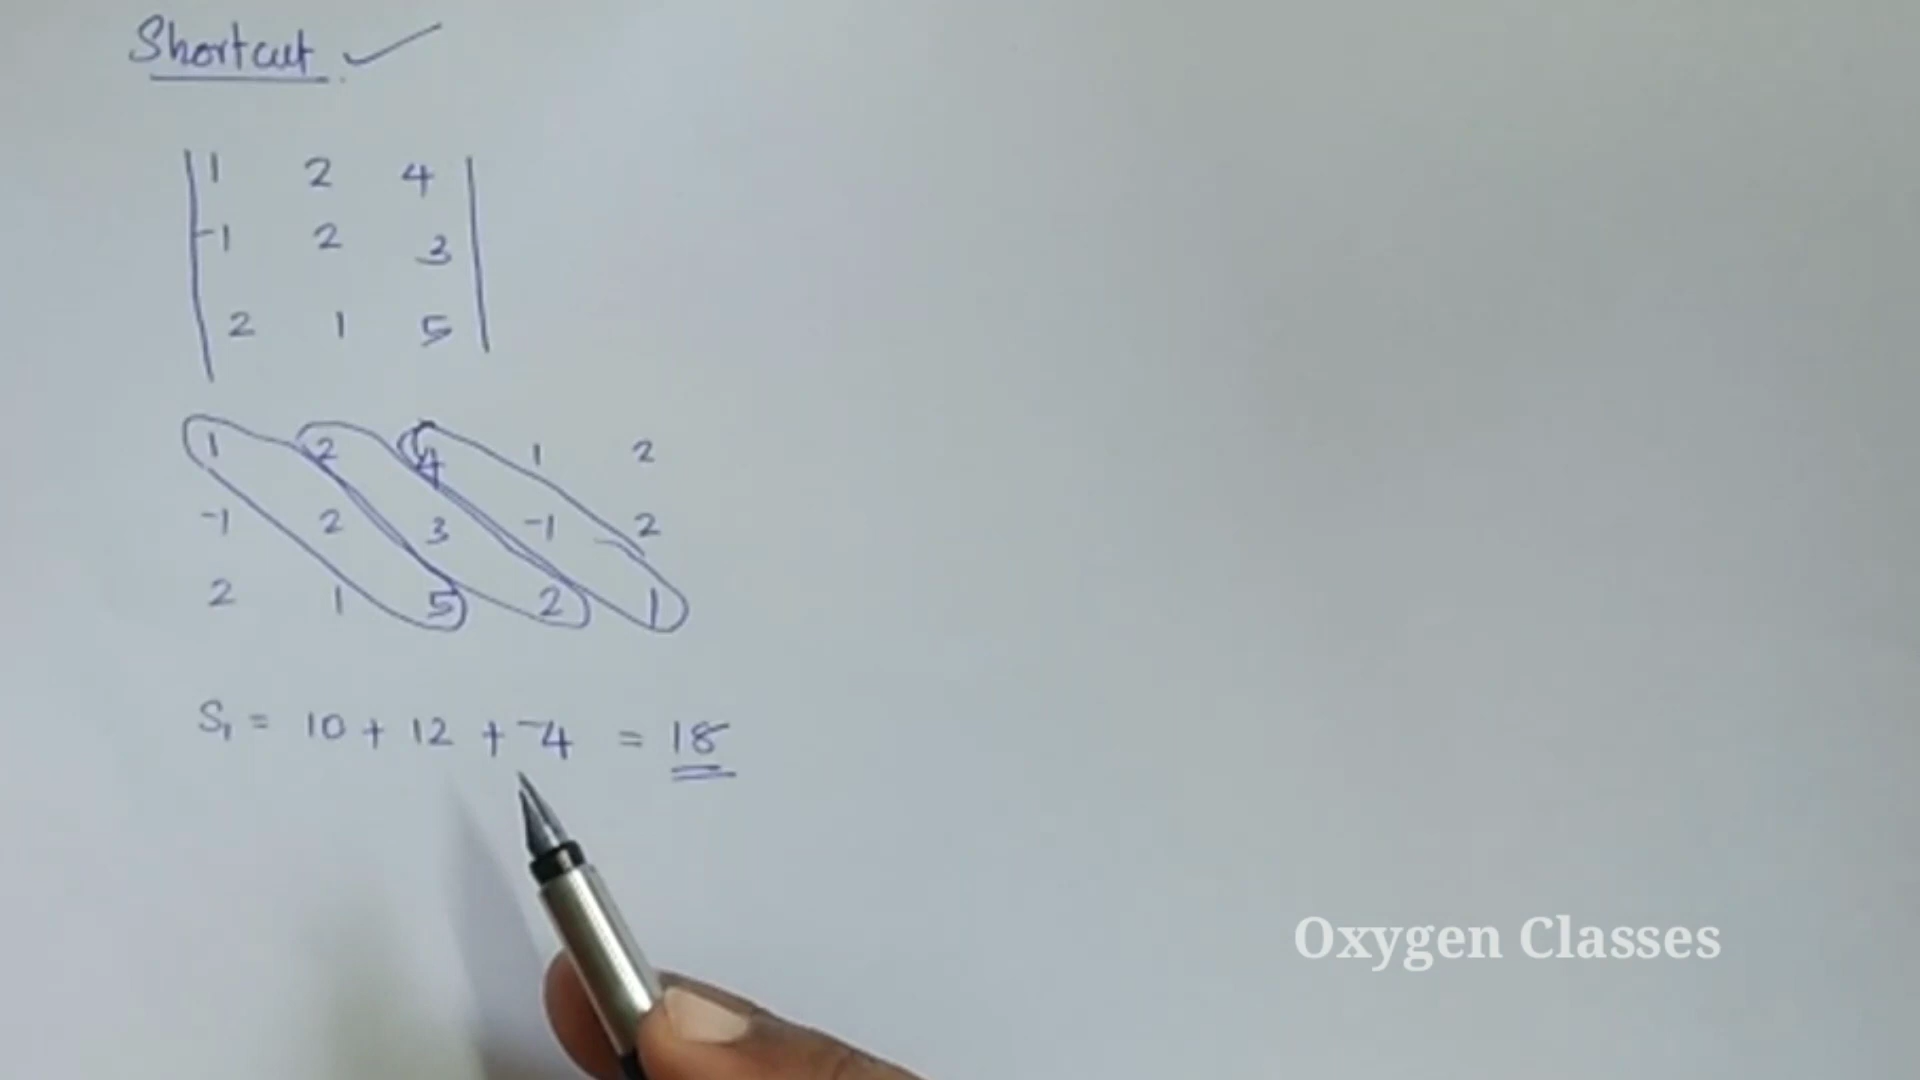 Shortcut ✓
1 2 4
-1 2 3
2 1 5
1 2 4 1 2
-1 2 3 -1 2
2 1 5 2 1
S₁ = 10 + 12 + -4 = 18
Oxygen Classes